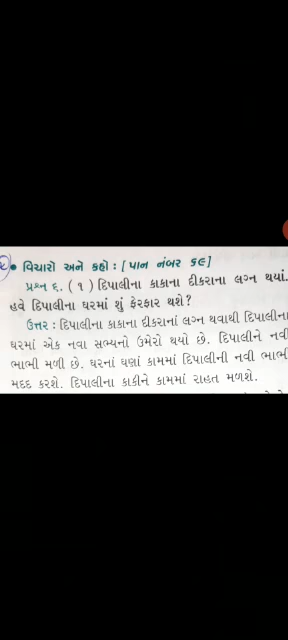 • વિચારો અને કહો : [પાન નંબર ૬૯]
પ્રશ્ન ૬. (૧) દિપાલીના કાકાના દીકરાના લગ્ન થયાં.
હવે દિપાલીના ઘરમાં શું ફેરફાર થશે?
ઉત્તર : દિપાલીના કાકાના દીકરાનાં લગ્ન થવાથી દિપાલીના
ઘરમાં એક નવા સભ્યનો ઉમેરો થયો છે. દિપાલીને નવી
ભાભી મળી છે. ઘરનાં ઘણાં કામમાં દિપાલીની નવી ભાભી
મદદ કરશે. દિપાલીના કાકીને કામમાં રાહત મળશે.